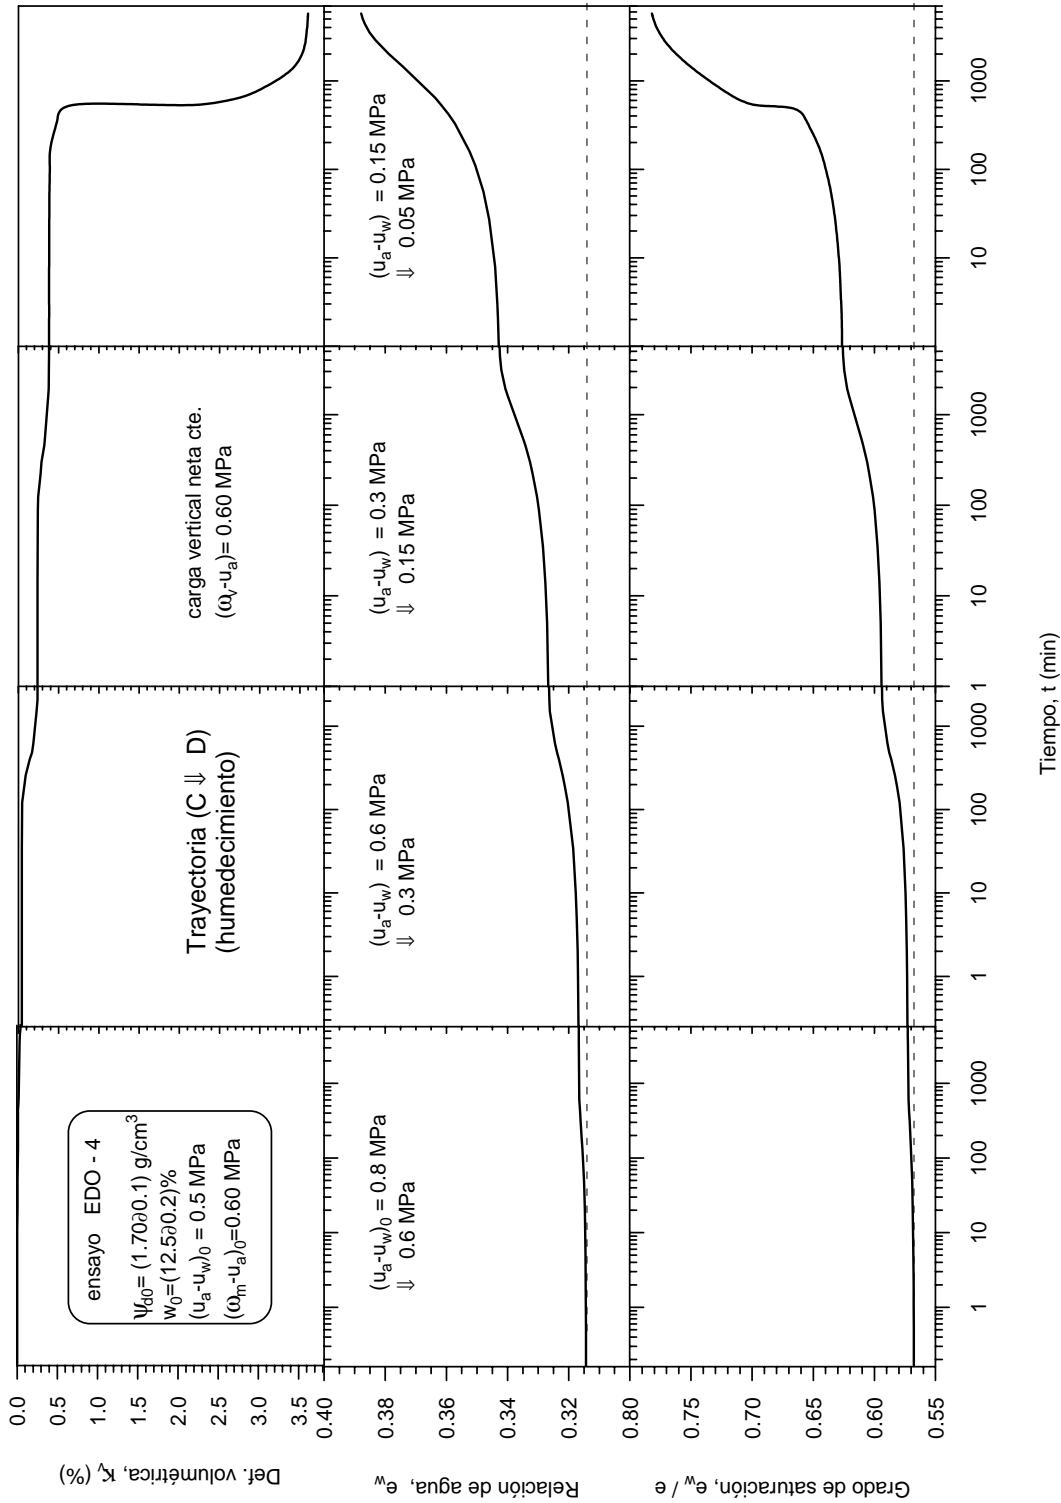 Def. volumétrica, κv (%)
0.0
0.5
1.0
1.5
2.0
2.5
3.0
3.5
ensayo EDO - 4
ψd0= (1.70∂0.1) g/cm3
w0=(12.5∂0.2)%
(ua-uw)0 = 0.5 MPa
(ωm-ua)0=0.60 MPa
Trayectoria (C ⇓ D)
(humedecimiento)
carga vertical neta cte.
(ωv-ua)= 0.60 MPa
Relación de agua, ew
0.40
0.38
0.36
0.34
0.32
(ua-uw)0 = 0.8 MPa
⇓ 0.6 MPa
(ua-uw) = 0.6 MPa
⇓ 0.3 MPa
(ua-uw) = 0.3 MPa
⇓ 0.15 MPa
(ua-uw) = 0.15 MPa
⇓ 0.05 MPa
Grado de saturación, ew / e
0.80
0.75
0.70
0.65
0.60
0.55
1 10 100 1000
1 10 100 1000
1 10 100 1000
10 100 1000
Tiempo, t (min)